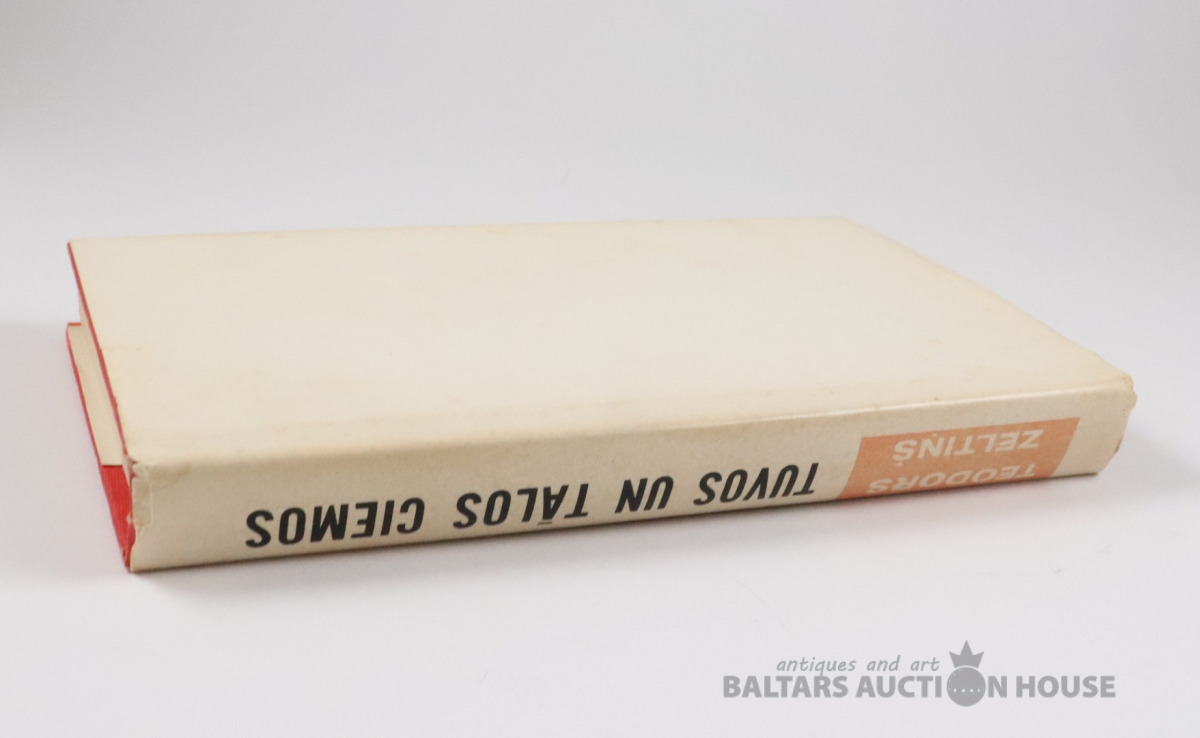 TEODORS
ZELTIŅŠ
TUVOS UN TĀLOS CIEMOS
antiques and art
BALTARS AUCTION HOUSE